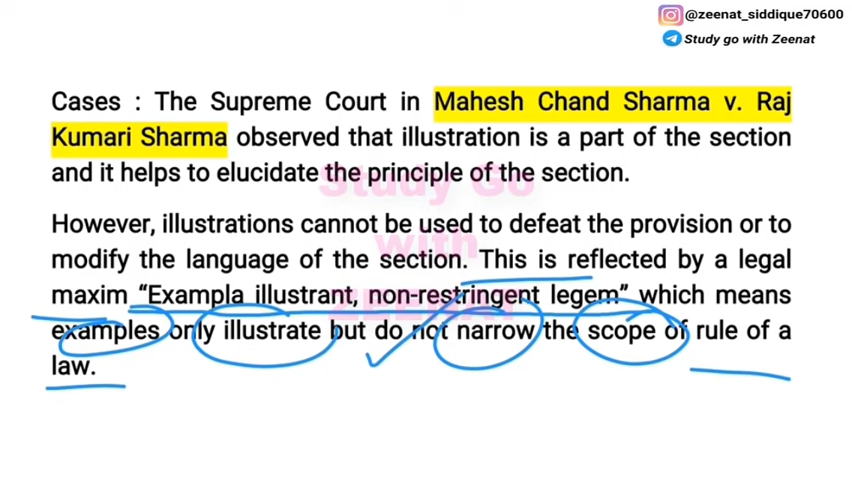 @zeenat_siddique70600
Study go with Zeenat
Cases : The Supreme Court in Mahesh Chand Sharma v. Raj
Kumari Sharma observed that illustration is a part of the section
and it helps to elucidate the principle of the section.
However, illustrations cannot be used to defeat the provision or to
modify the language of the section. This is reflected by a legal
maxim “Exampla illustrant, non-restringent legem” which means
examples only illustrate but do not narrow the scope of rule of a
law.
Study Go
with
ZEENAT